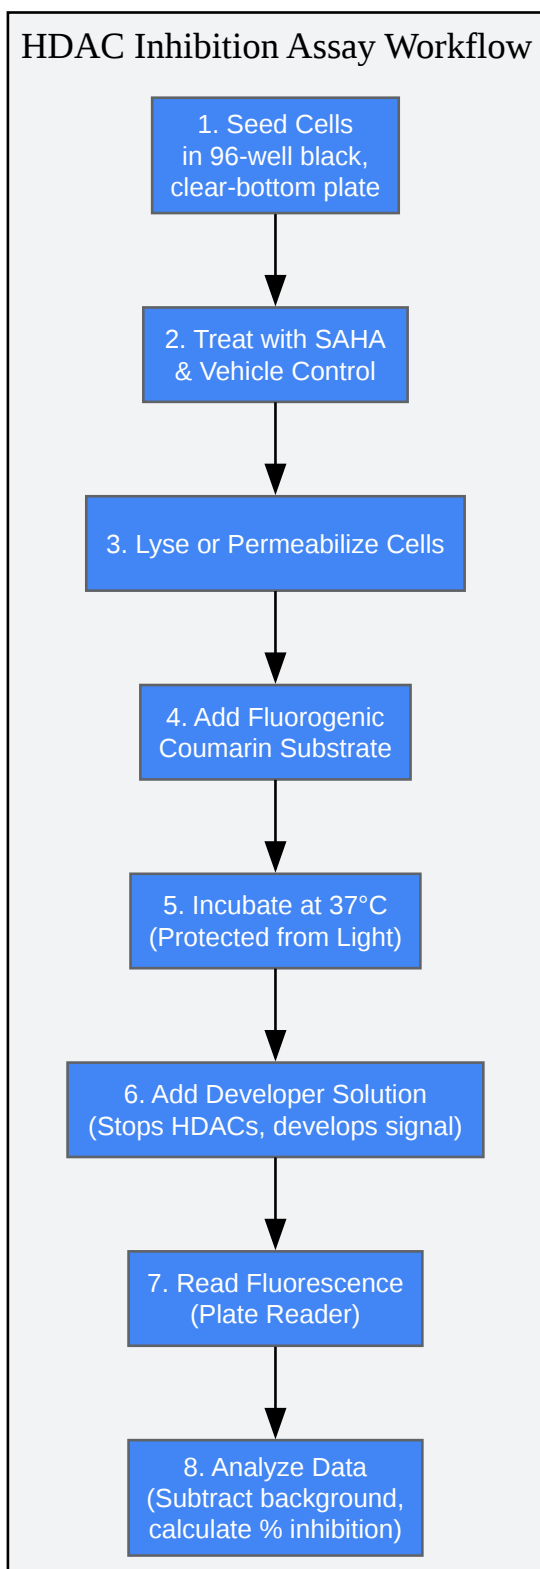 HDAC Inhibition Assay Workflow
1. Seed Cells
in 96-well black,
clear-bottom plate
2. Treat with SAHA
& Vehicle Control
3. Lyse or Permeabilize Cells
4. Add Fluorogenic
Coumarin Substrate
5. Incubate at 37°C
(Protected from Light)
6. Add Developer Solution
(Stops HDACs, develops signal)
7. Read Fluorescence
(Plate Reader)
8. Analyze Data
(Subtract background,
calculate % inhibition)